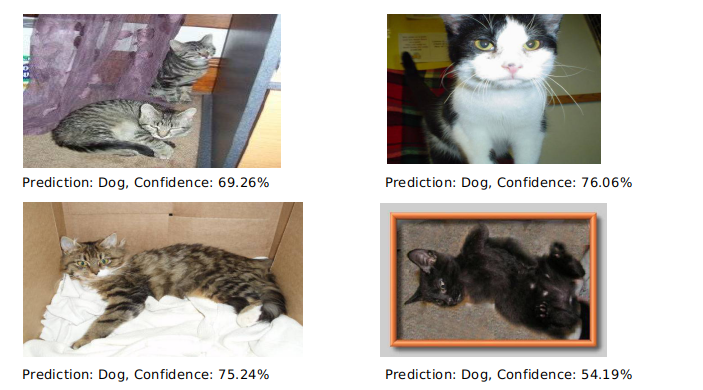 Prediction: Dog, Confidence: 69.26%
Prediction: Dog, Confidence: 76.06%
Prediction: Dog, Confidence: 75.24%
Prediction: Dog, Confidence: 54.19%